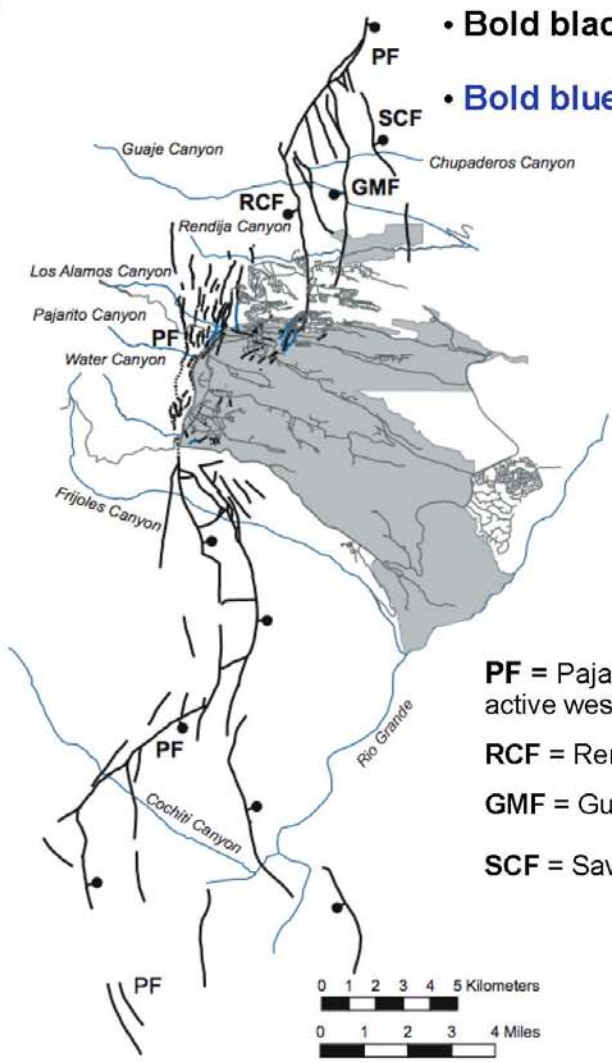 • Bold blac
PF
• Bold blue
SCF
Guaje Canyon
Chupaderos Canyon
RCF
GMF
Rendija Canyon
Los Alamos Canyon
Pajarito Canyon
PF
Water Canyon
Frijoles Canyon
PF = Paja
active wes
Rio Grande
PF
RCF = Ren
GMF = Gu
Cochiti Canyon
SCF = Sav
PF
0 1 2 3 4 5 Kilometers
0 1 2 3 4 Miles